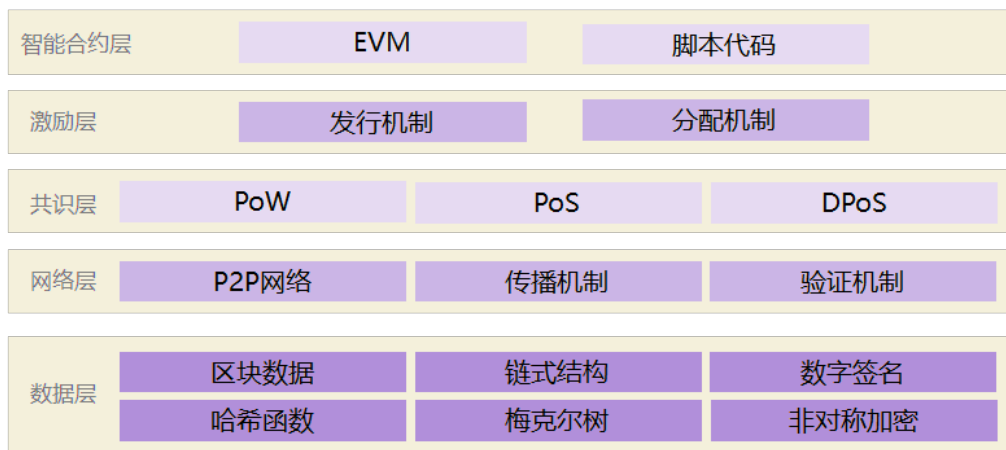 智能合约层 EVM 脚本代码
激励层 发行机制 分配机制
共识层 PoW PoS DPoS
网络层 P2P网络 传播机制 验证机制
数据层
区块数据 链式结构 数字签名
哈希函数 梅克尔树 非对称加密